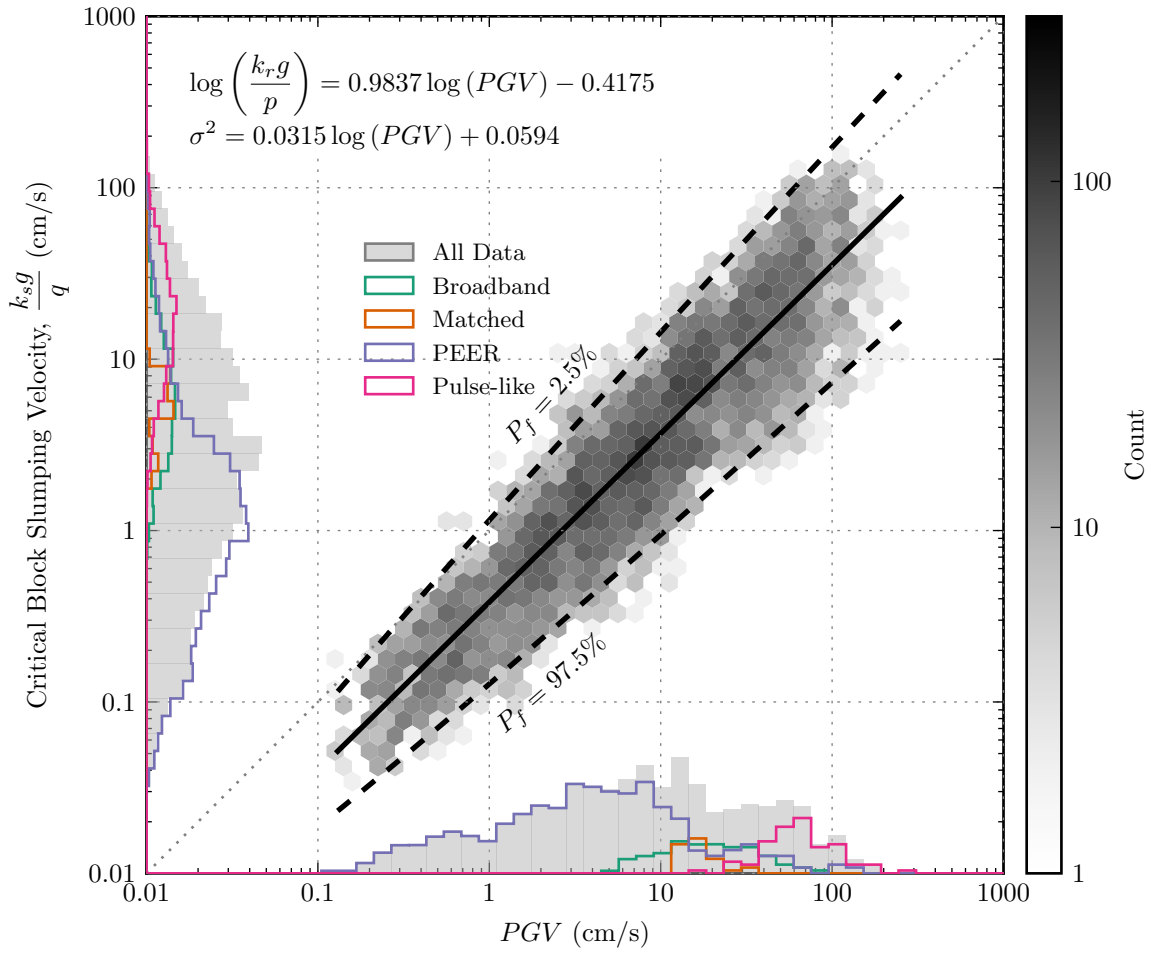 log (k_r g / p) = 0.9837 log (PGV) − 0.4175
σ² = 0.0315 log (PGV) + 0.0594
All Data
Broadband
Matched
PEER
Pulse-like
P_f = 2.5%
P_f = 97.5%
Critical Block Slumping Velocity, k_s g / q (cm/s)
1000
100
10
1
0.1
0.01
0.01
0.1
1
10
100
1000
PGV (cm/s)
100
10
1
Count